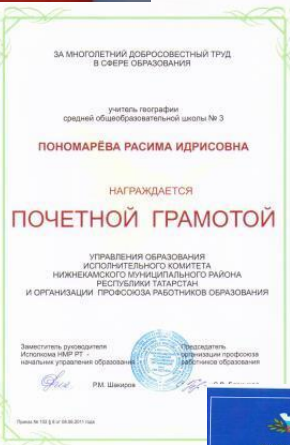 ЗА МНОГОЛЕТНИЙ ДОБРОСОВЕСТНЫЙ ТРУД
В СФЕРЕ ОБРАЗОВАНИЯ
учитель географии
средней общеобразовательной школы № 3
ПОНОМАРЁВА РАСИМА ИДРИСОВНА
НАГРАЖДАЕТСЯ
ПОЧЕТНОЙ ГРАМОТОЙ
УПРАВЛЕНИЯ ОБРАЗОВАНИЯ
ИСПОЛНИТЕЛЬНОГО КОМИТЕТА
НИЖНЕКАМСКОГО МУНИЦИПАЛЬНОГО РАЙОНА
РЕСПУБЛИКИ ТАТАРСТАН
И ОРГАНИЗАЦИИ ПРОФСОЮЗА РАБОТНИКОВ ОБРАЗОВАНИЯ
Заместитель руководителя
Исполкома НМР РТ -
начальник управления образования
Р.М. Шакиров
Председатель
организации профсоюза
работников образования